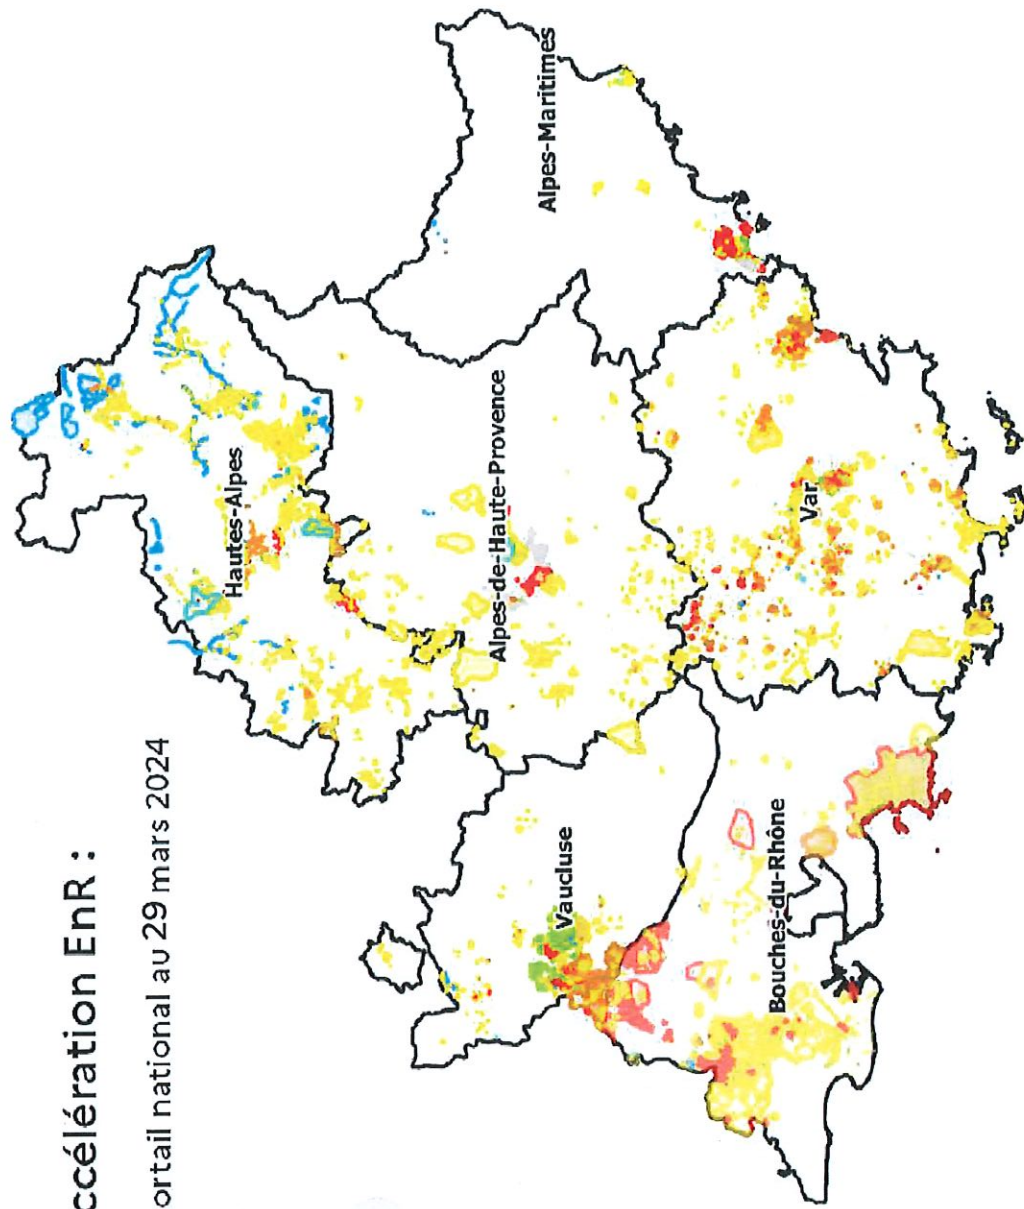 ccélération EnR :
ortail national au 29 mars 2024
Hautes-Alpes
Alpes-Maritimes
Alpes-de-Haute-Provence
Vaucluse
Var
Bouches-du-Rhône